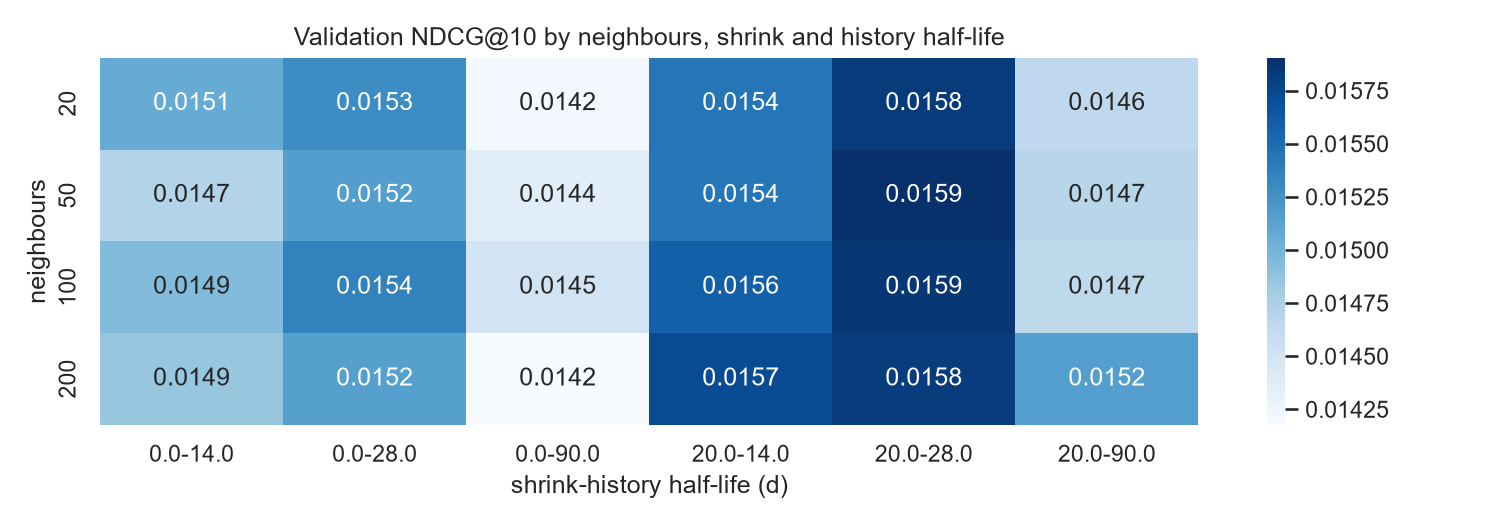 Validation NDCG@10 by neighbours, shrink and history half-life
neighbours
20 0.0151 0.0153 0.0142 0.0154 0.0158 0.0146
50 0.0147 0.0152 0.0144 0.0154 0.0159 0.0147
100 0.0149 0.0154 0.0145 0.0156 0.0159 0.0147
200 0.0149 0.0152 0.0142 0.0157 0.0158 0.0152
0.0-14.0 0.0-28.0 0.0-90.0 20.0-14.0 20.0-28.0 20.0-90.0
shrink-history half-life (d)
0.01575
0.01550
0.01525
0.01500
0.01475
0.01450
0.01425